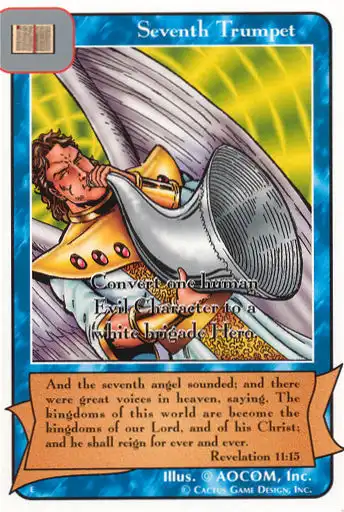 Seventh Trumpet
Convert one human
Evil Character to a
white brigade Hero.
And the seventh angel sounded; and there
were great voices in heaven, saying. The
kingdoms of this world are become the
kingdoms of our Lord, and of his Christ;
and he shall reign for ever and ever.
Revelation 11:15
Illus. © AOCOM, Inc.
E
© Cactus Game Design, Inc.